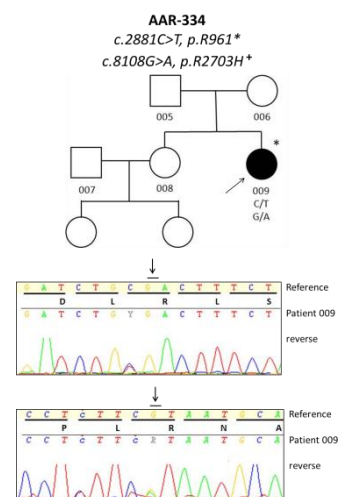 AAR-334
c.2881C>T, p.R961*
c.8108G>A, p.R2703H+
005
006
*
007
008
009
C/T
G/A
G A T C T G C G A C T T T C T Reference
D L R L S
G A T C T G Y G A C T T T C T Patient 009
reverse
C C T C T T C G T A A T G C A Reference
P L R N A
C C T C T T C R T A A T G C A Patient 009
reverse